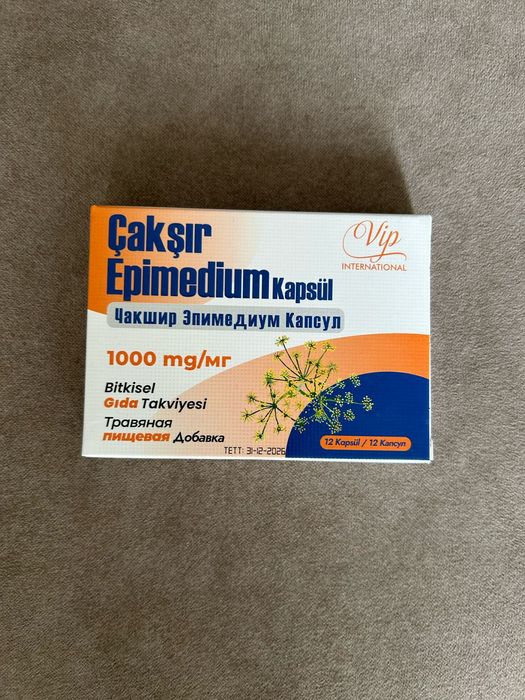 Çakşır
Epimedium Kapsül
Чакшир Эпимедиум Капсул
Vip
INTERNATIONAL
1000 mg/мг
Bitkisel
Gıda Takviyesi
Травяная
пищевая Добавка
12 Kapsül / 12 Капсул
TETT: 31-12-2026